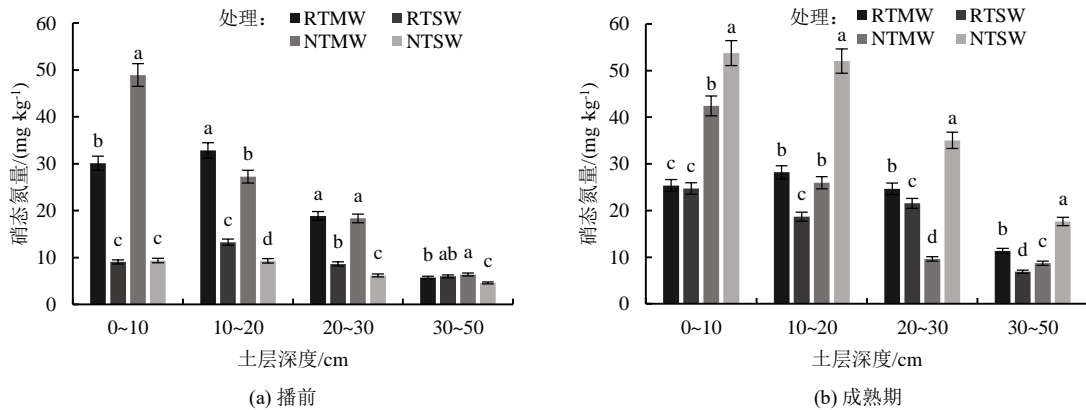 处理： RTMW RTSW
NTMW NTSW
硝态氮量/(mg kg-1)
60
50
40
30
20
10
0
b c a c
a c b d
a b a c
b ab a c
0~10 10~20 20~30 30~50
土层深度/cm
(a) 播前
处理： RTMW RTSW
NTMW NTSW
硝态氮量/(mg kg-1)
60
50
40
30
20
10
0
c c b a
b c b a
b c d a
b d c a
0~10 10~20 20~30 30~50
土层深度/cm
(b) 成熟期